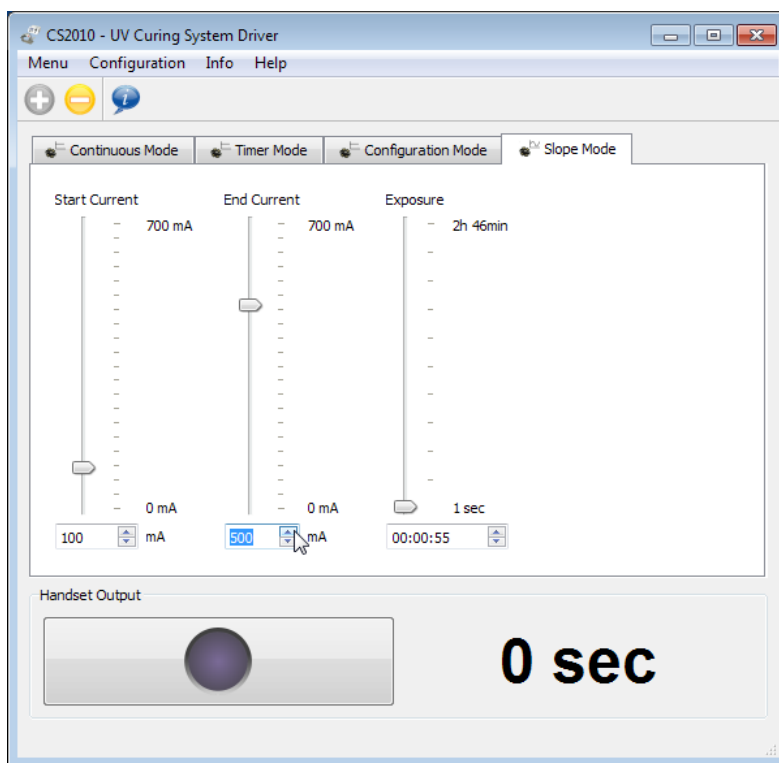 CS2010 - UV Curing System Driver
Menu Configuration Info Help
Continuous Mode Timer Mode Configuration Mode Slope Mode
Start Current End Current Exposure
700 mA 700 mA 2h 46min
0 mA 0 mA 1 sec
100 mA 500 mA 00:00:55
Handset Output
0 sec